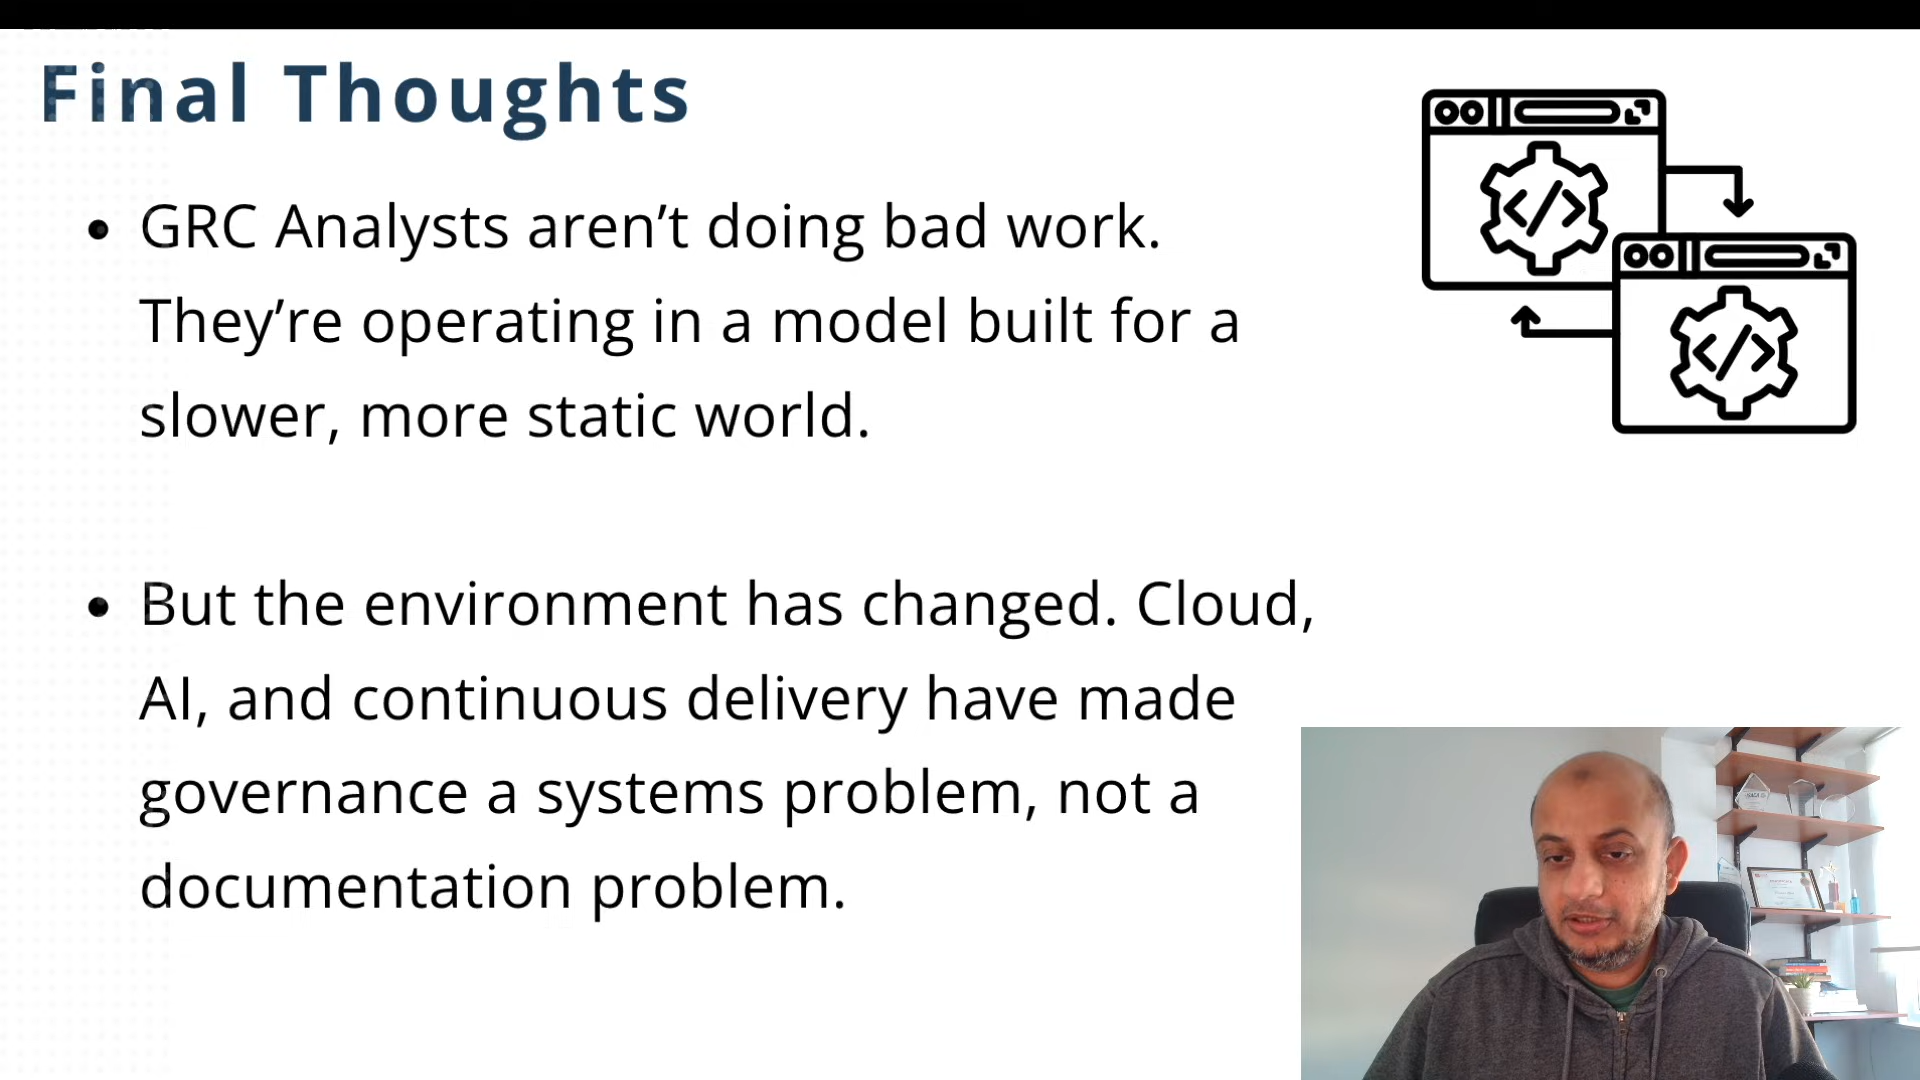 Final Thoughts
• GRC Analysts aren’t doing bad work.
They’re operating in a model built for a
slower, more static world.
• But the environment has changed. Cloud,
AI, and continuous delivery have made
governance a systems problem, not a
documentation problem.